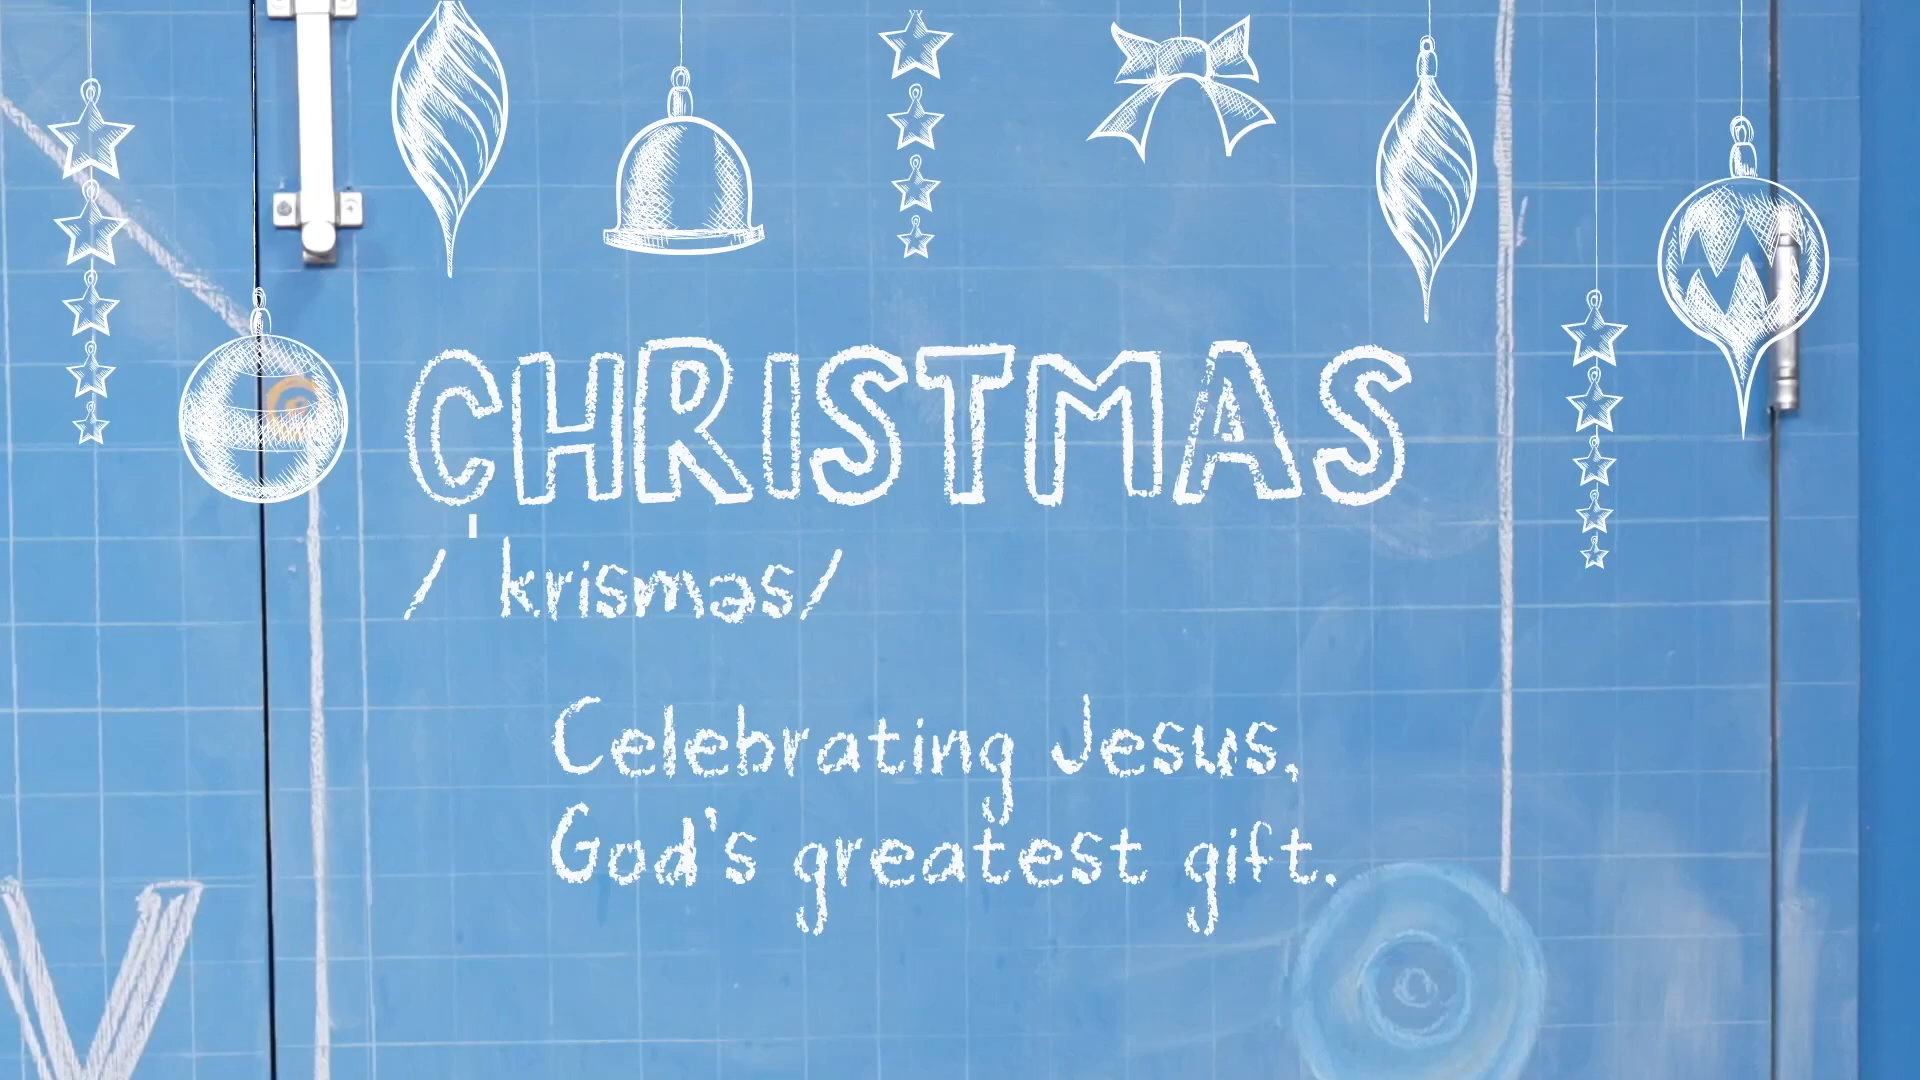 CHRISTMAS
/ˈkrisməs/
Celebrating Jesus,
God's greatest gift.